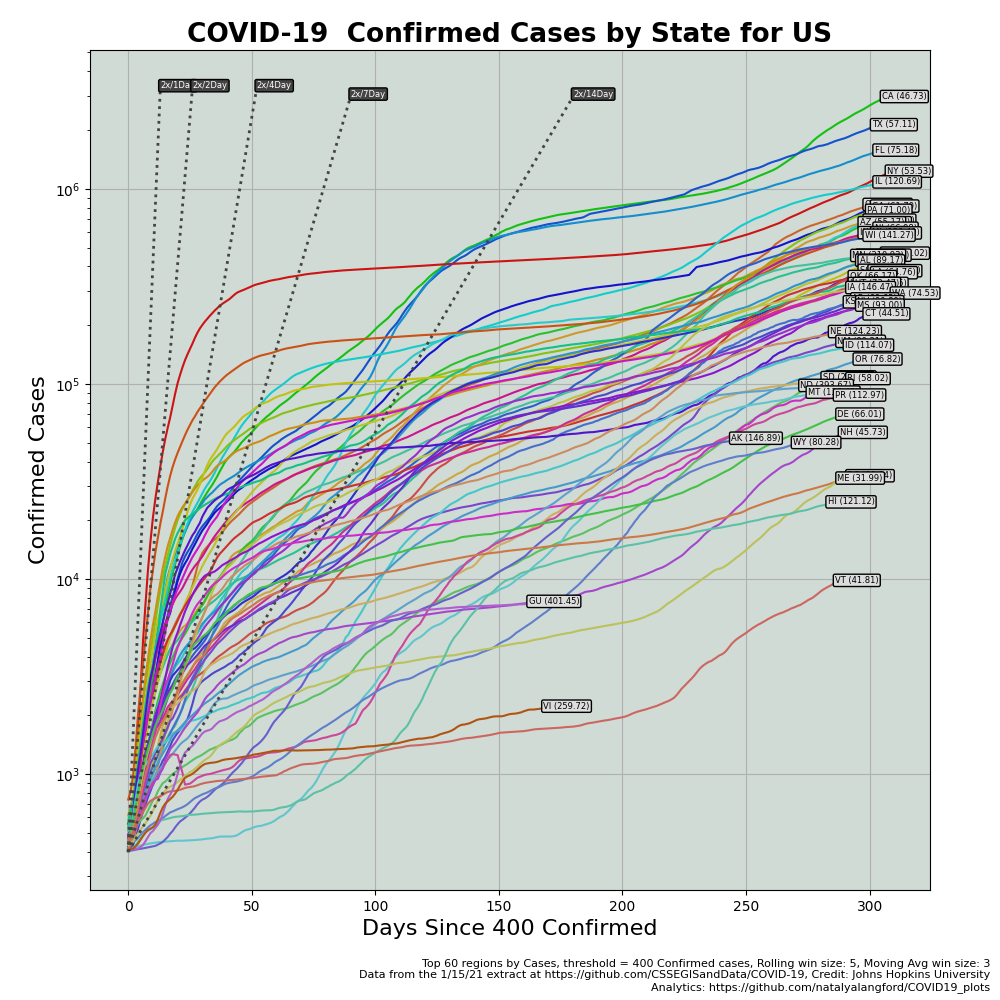 COVID-19  Confirmed Cases by State for US
2x/1Da
2x/2Day
2x/4Day
2x/7Day
2x/14Day
CA (46.73)
TX (57.11)
FL (75.18)
NY (53.53)
IL (120.69)
PA (71.00)
WI (141.27)
AL (89.17)
IA (146.47)
WA (74.53)
MS (93.00)
CT (44.51)
NE (124.23)
ID (114.07)
OR (76.82)
RI (58.02)
PR (112.97)
DE (66.01)
NH (45.73)
AK (146.89)
WY (80.28)
ME (31.99)
HI (121.12)
VT (41.81)
GU (401.45)
VI (259.72)
10^6
10^5
10^4
10^3
Confirmed Cases
0 50 100 150 200 250 300
Days Since 400 Confirmed
Top 60 regions by Cases, threshold = 400 Confirmed cases, Rolling win size: 5, Moving Avg win size: 3
Data from the 1/15/21 extract at https://github.com/CSSEGISandData/COVID-19, Credit: Johns Hopkins University
Analytics: https://github.com/natalyalangford/COVID19_plots